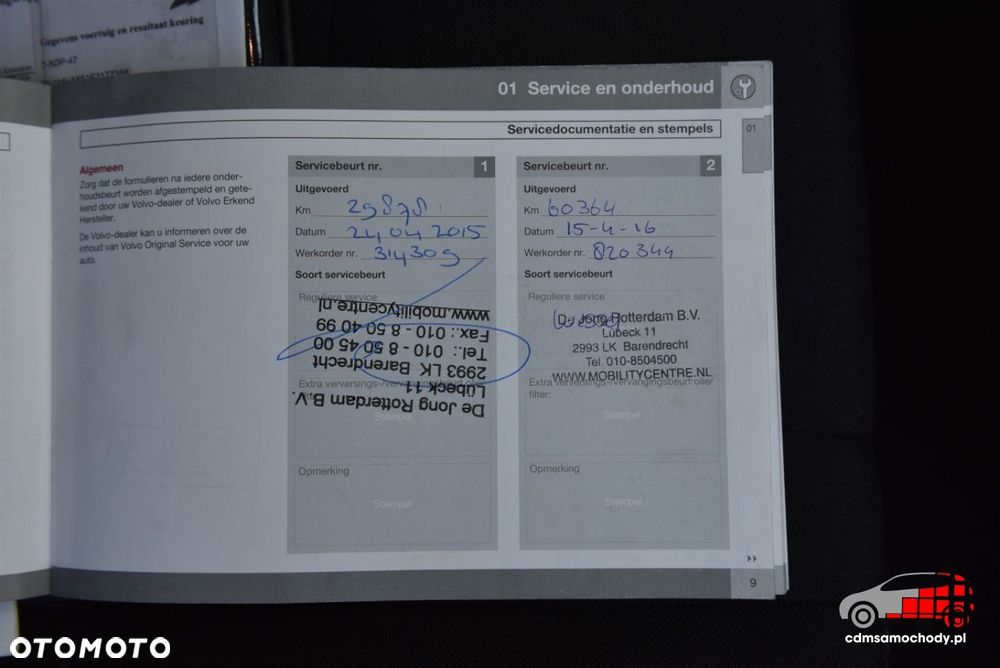 Gegevens voertuig en resultaat keuring
01 Service en onderhoud
Servicedocumentatie en stempels
01
Algemeen
Zorg dat de formulieren na iedere onder-
houdsbeurt worden afgestempeld en gete-
kend door uw Volvo-dealer of Volvo Erkend
Hersteller.
De Volvo-dealer kan u informeren over de
inhoud van Volvo Original Service voor uw
auto.
Servicebeurt nr. 1
Uitgevoerd
Km 29878
Datum 24 04 2015
Werkorder nr. 314309
Soort servicebeurt
Reguliere service
De Jong Rotterdam B.V.
Lübeck 11
2993 LK Barendrecht
Tel.: 010 - 8 50 45 00
Fax.: 010 - 8 50 40 99
www.mobilitycentre.nl
Extra verversings-/vervangingsbeurt olie/
Stempel
Opmerking
Stempel
Servicebeurt nr. 2
Uitgevoerd
Km 60364
Datum 15-4-16
Werkorder nr. 820344
Soort servicebeurt
Reguliere service
De Jong Rotterdam B.V.
Lübeck 11
2993 LK Barendrecht
Tel. 010-8504500
WWW.MOBILITYCENTRE.NL
Extra verversings-/vervangingsbeurt olie/
filter:
Stempel
Opmerking
Stempel
9
OTOMOTO
cdmsamochody.pl